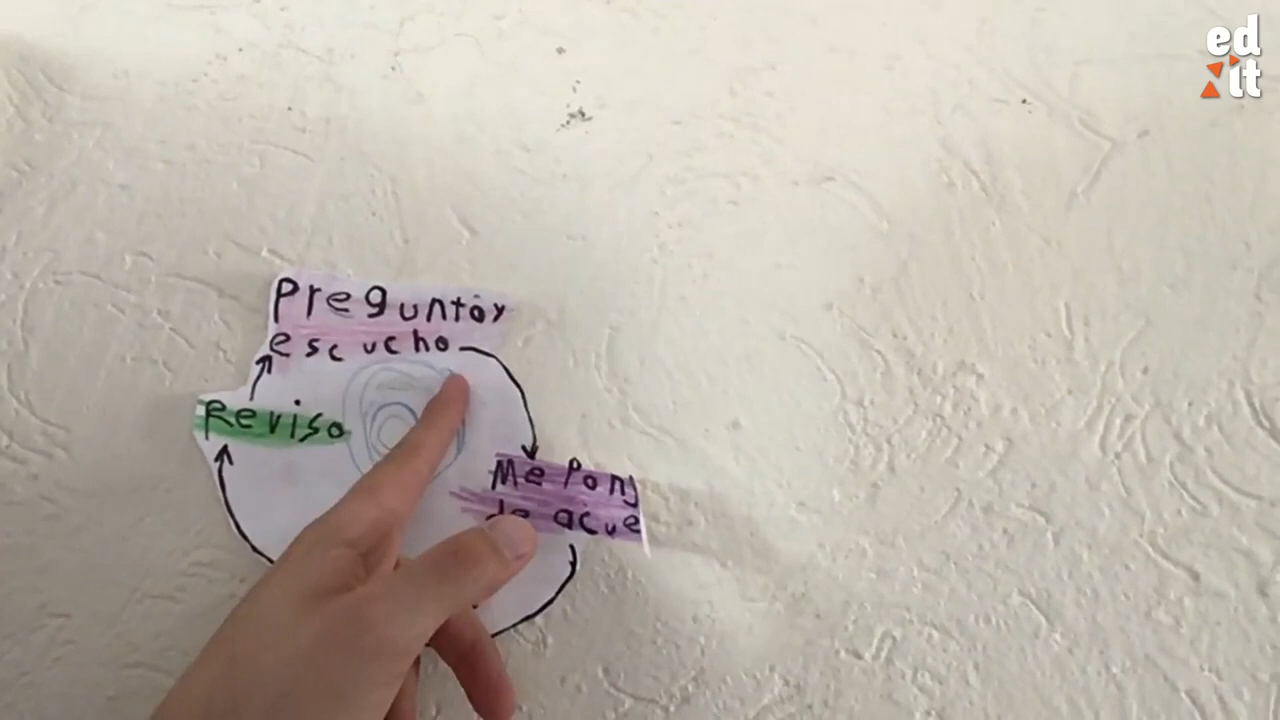 Pregunto y
escucho
Reviso
Me Pong
de acue
ed
it